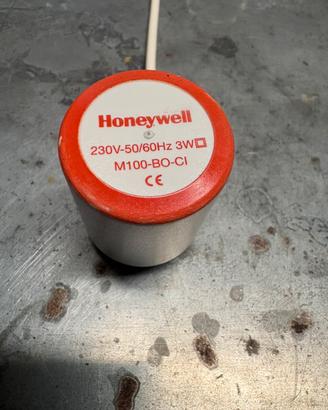 Honeywell
230V-50/60Hz 3W
M100-BO-CI
CE